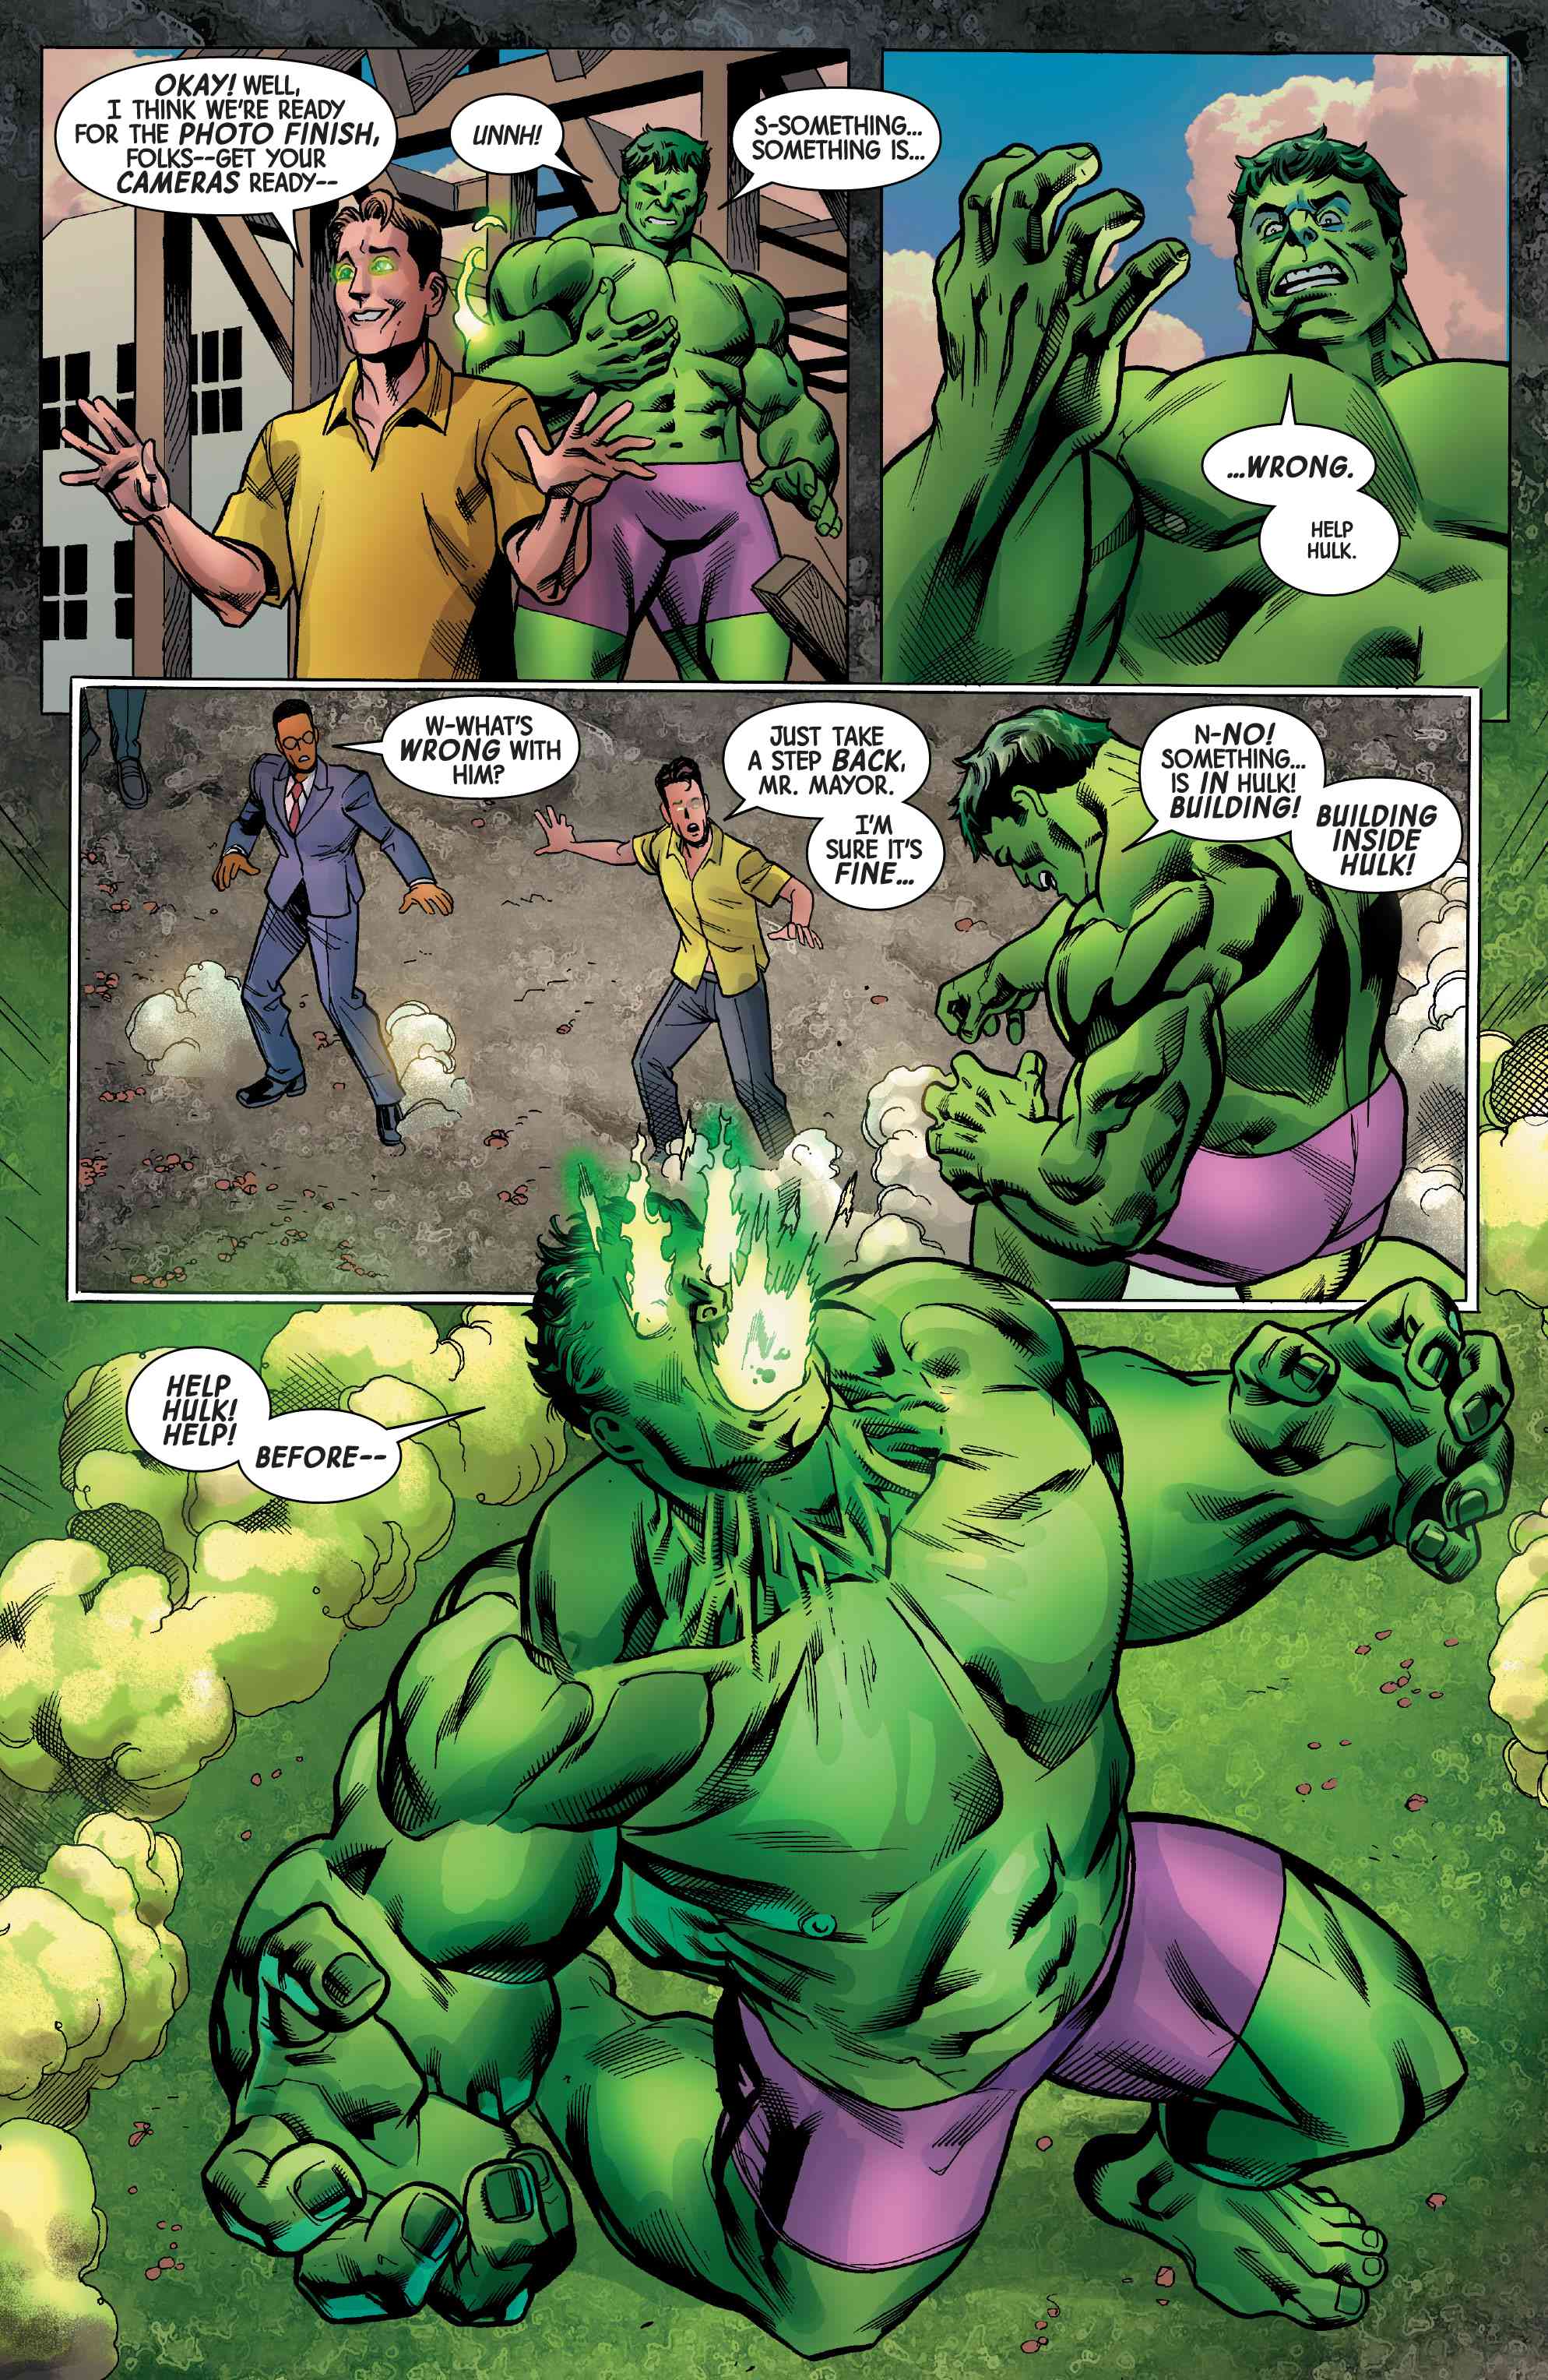 OKAY! WELL,
I THINK WE'RE READY
FOR THE PHOTO FINISH,
FOLKS--GET YOUR
CAMERAS READY--
UNNH!
S-SOMETHING...
SOMETHING IS...
...WRONG.
HELP
HULK.
W-WHAT'S
WRONG WITH
HIM?
JUST TAKE
A STEP BACK,
MR. MAYOR.
I'M
SURE IT'S
FINE...
N-NO!
SOMETHING...
IS IN HULK!
BUILDING!
BUILDING
INSIDE
HULK!
HELP
HULK!
HELP!
BEFORE--